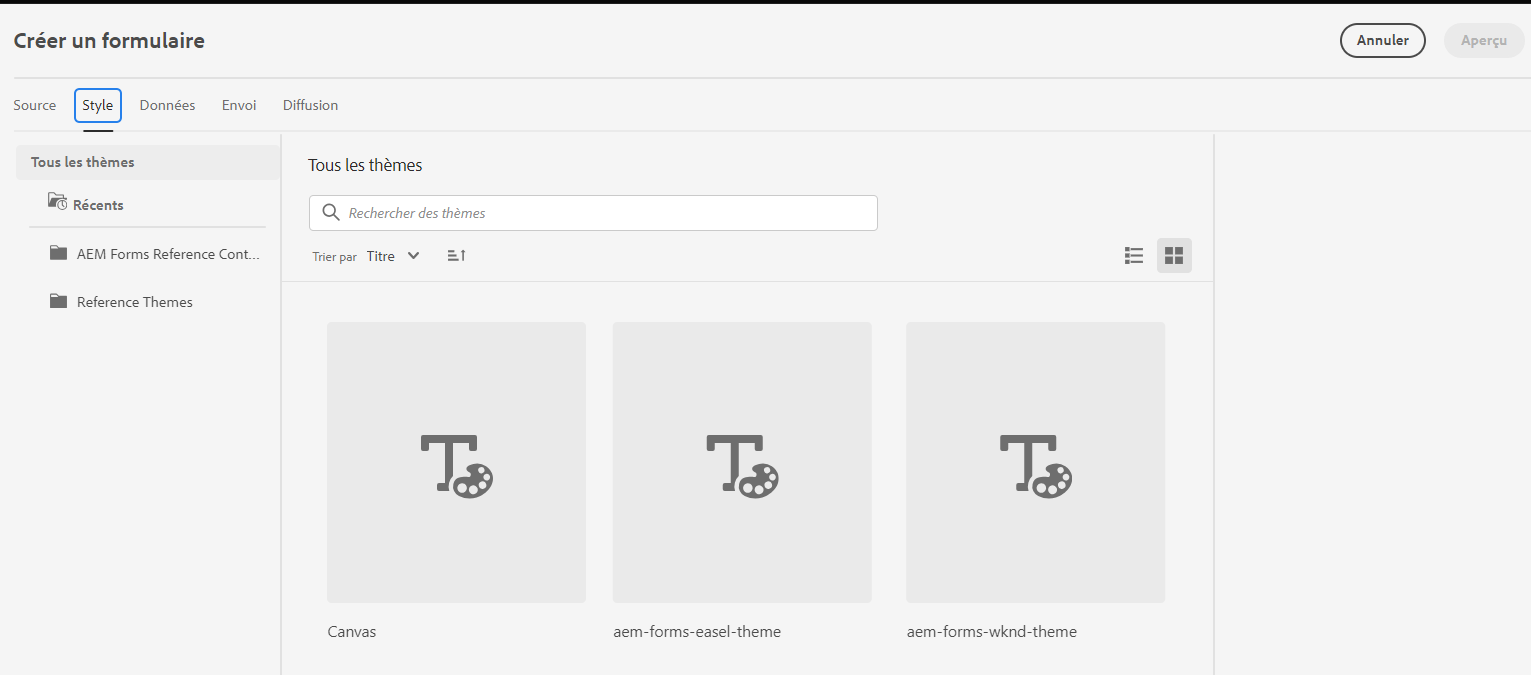 Créer un formulaire
Annuler
Aperçu
Source Style Données Envoi Diffusion
Tous les thèmes
Récents
AEM Forms Reference Cont...
Reference Themes
Tous les thèmes
Rechercher des thèmes
Trier par Titre
Canvas
aem-forms-easel-theme
aem-forms-wknd-theme